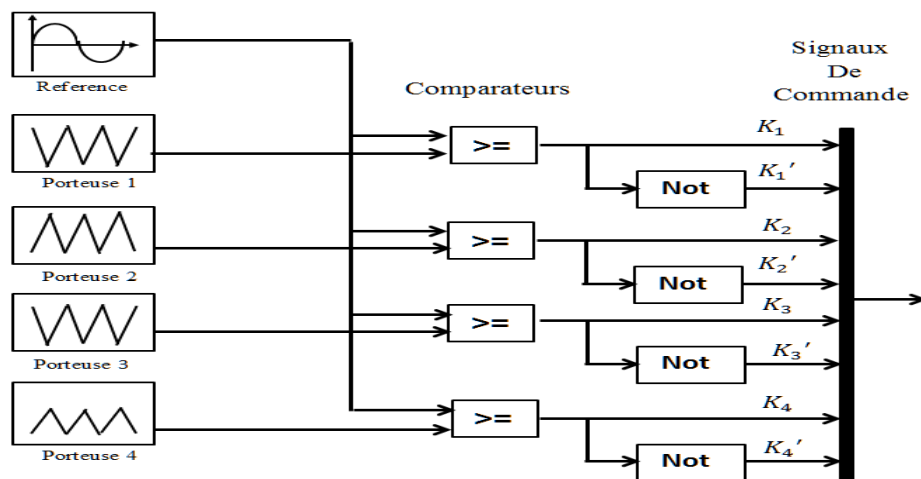 Signaux
De
Commande
Comparateurs
Reference
Porteuse 1
>=
K₁
Not
K₁'
Porteuse 2
>=
K₂
Not
K₂'
Porteuse 3
>=
K₃
Not
K₃'
Porteuse 4
>=
K₄
Not
K₄'